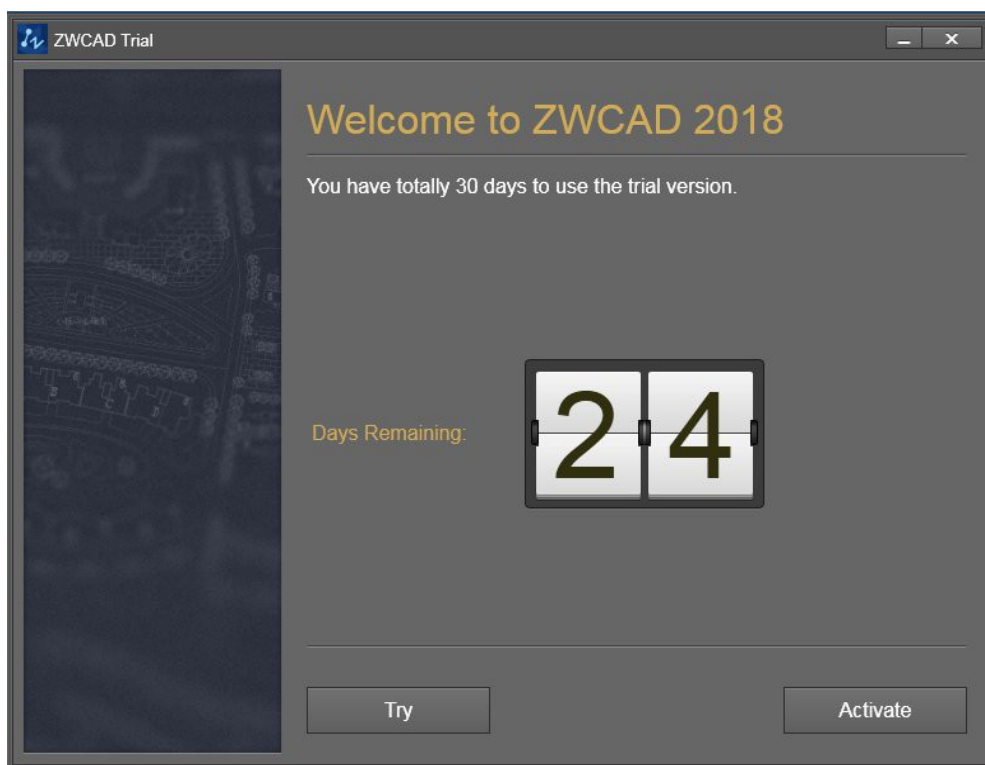 ZWCAD Trial
Welcome to ZWCAD 2018
You have totally 30 days to use the trial version.
Days Remaining:
24
Try
Activate